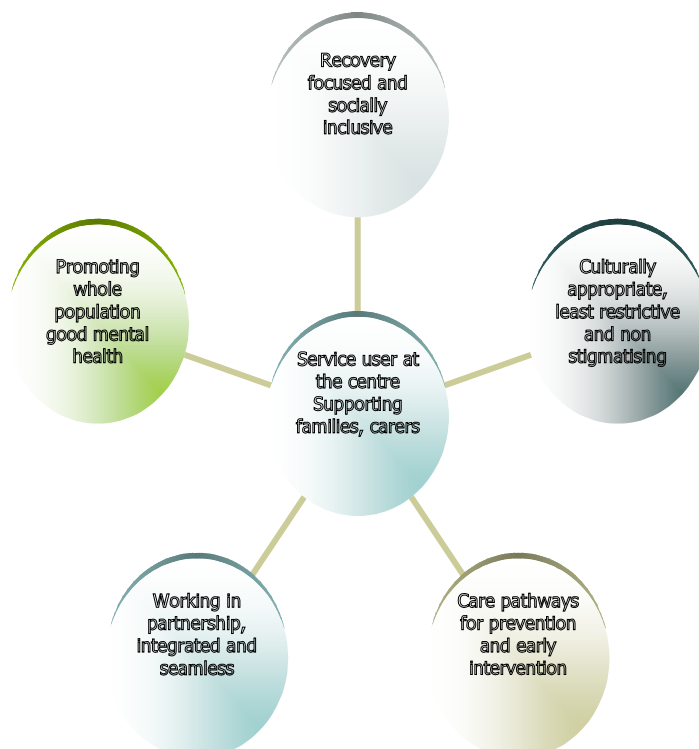 Recovery
focused and
socially
inclusive
Promoting
whole
population
good mental
health
Culturally
appropriate,
least restrictive
and non
stigmatising
Service user at
the centre
Supporting
families, carers
Working in
partnership,
integrated and
seamless
Care pathways
for prevention
and early
intervention